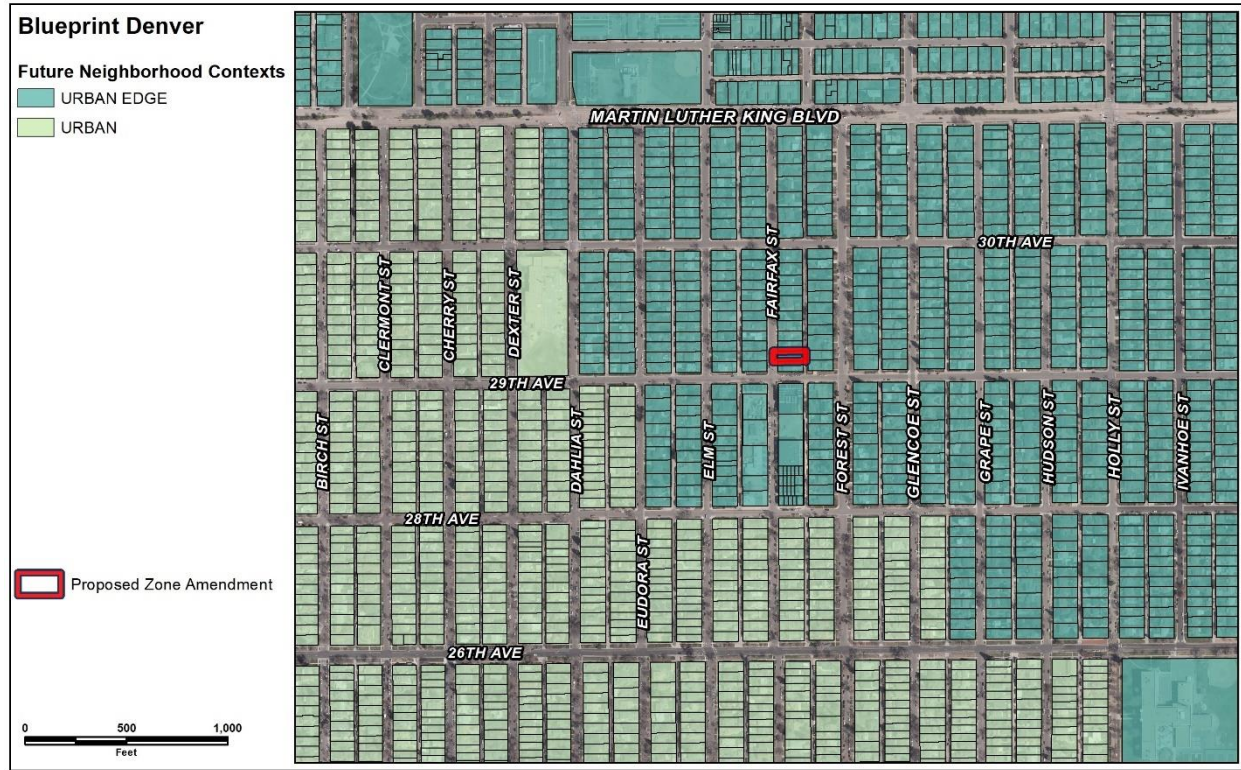 Blueprint Denver
Future Neighborhood Contexts
URBAN EDGE
URBAN
MARTIN LUTHER KING BLVD
30TH AVE
FAIRFAX ST
CLERMONT ST
CHERRY ST
DEXTER ST
29TH AVE
BIRCH ST
DAHLIA ST
ELM ST
FOREST ST
GLENCOE ST
GRAPE ST
HUDSON ST
HOLLY ST
IVANHOE ST
28TH AVE
EUDORA ST
Proposed Zone Amendment
26TH AVE
0 500 1,000
Feet